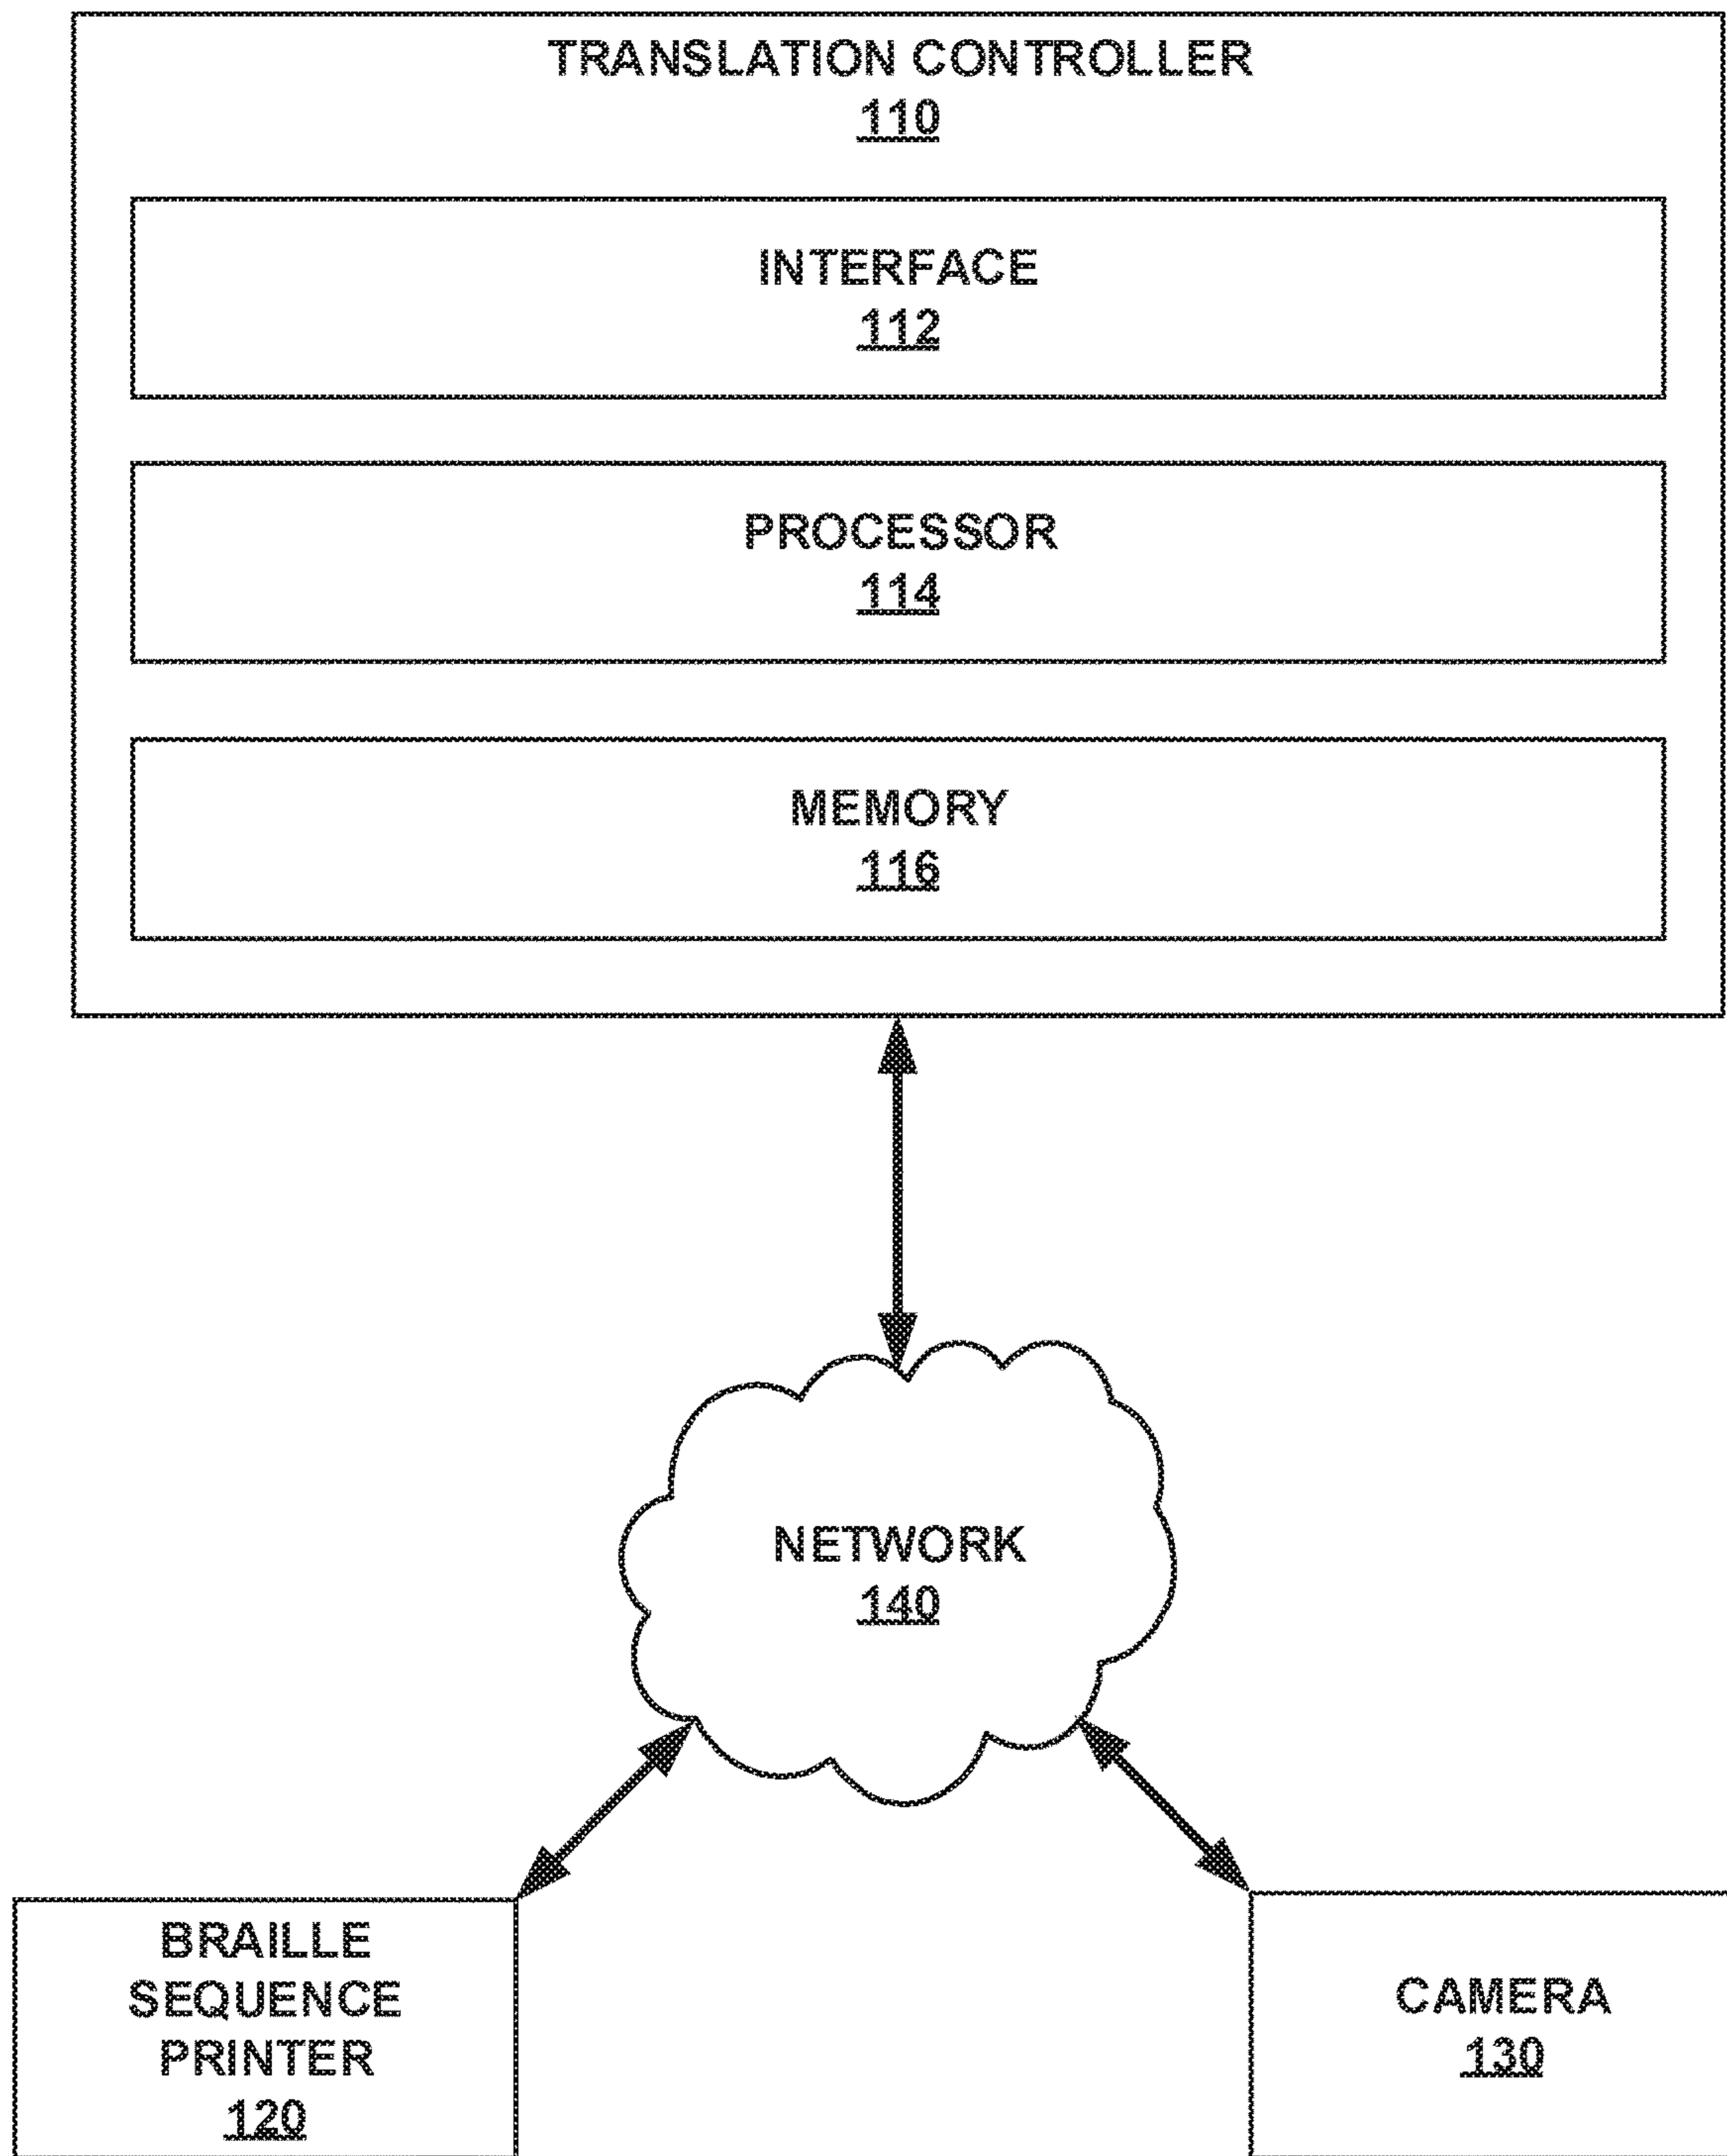 TRANSLATION CONTROLLER
110
INTERFACE
112
PROCESSOR
114
MEMORY
116
NETWORK
140
BRAILLE
SEQUENCE
PRINTER
120
CAMERA
130